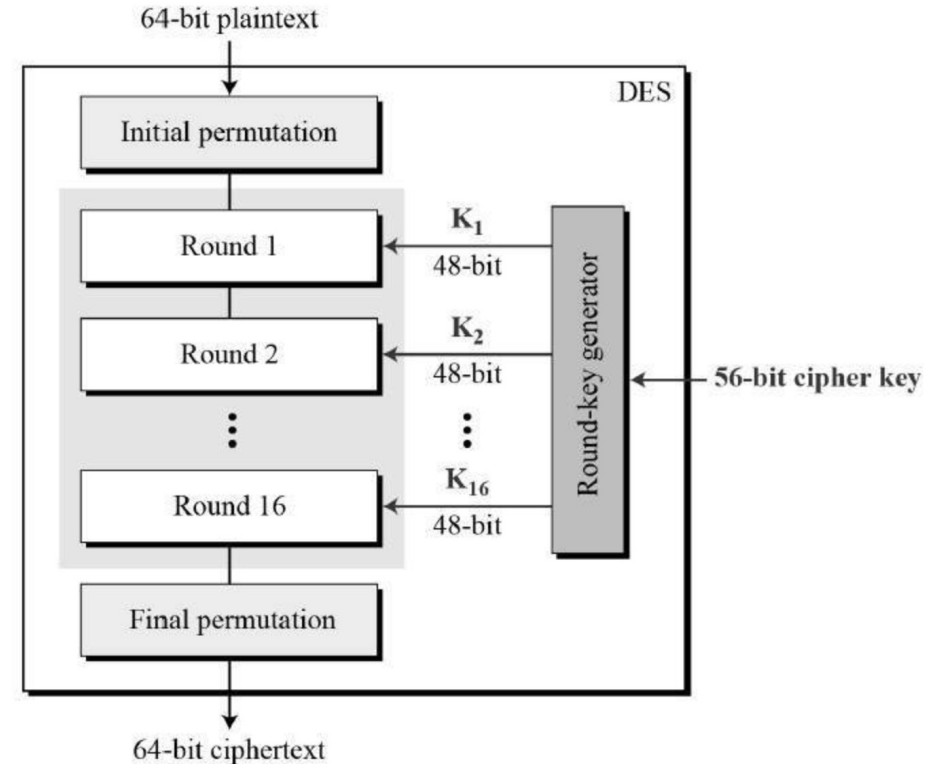 64-bit plaintext
DES
Initial permutation
Round 1
K1
48-bit
Round 2
K2
48-bit
Round-key generator
56-bit cipher key
Round 16
K16
48-bit
Final permutation
64-bit ciphertext